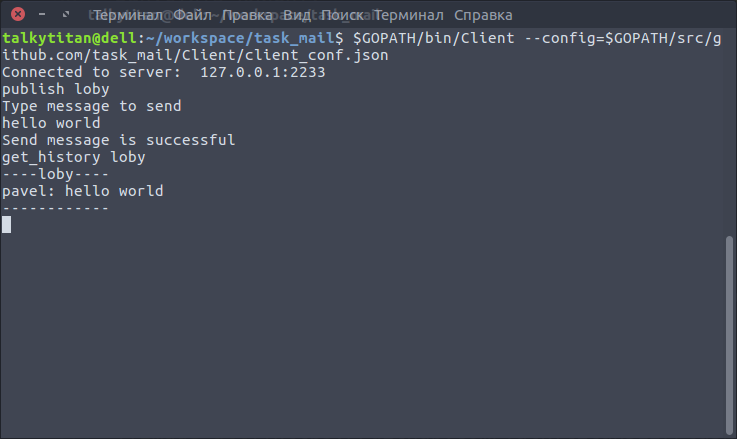 Терминал Файл Правка Вид Поиск Терминал Справка
talkytitan@dell:~/workspace/task_mail$ $GOPATH/bin/Client --config=$GOPATH/src/g
ithub.com/task_mail/Client/client_conf.json
Connected to server:  127.0.0.1:2233
publish loby
Type message to send
hello world
Send message is successful
get_history loby
----loby----
pavel: hello world
------------